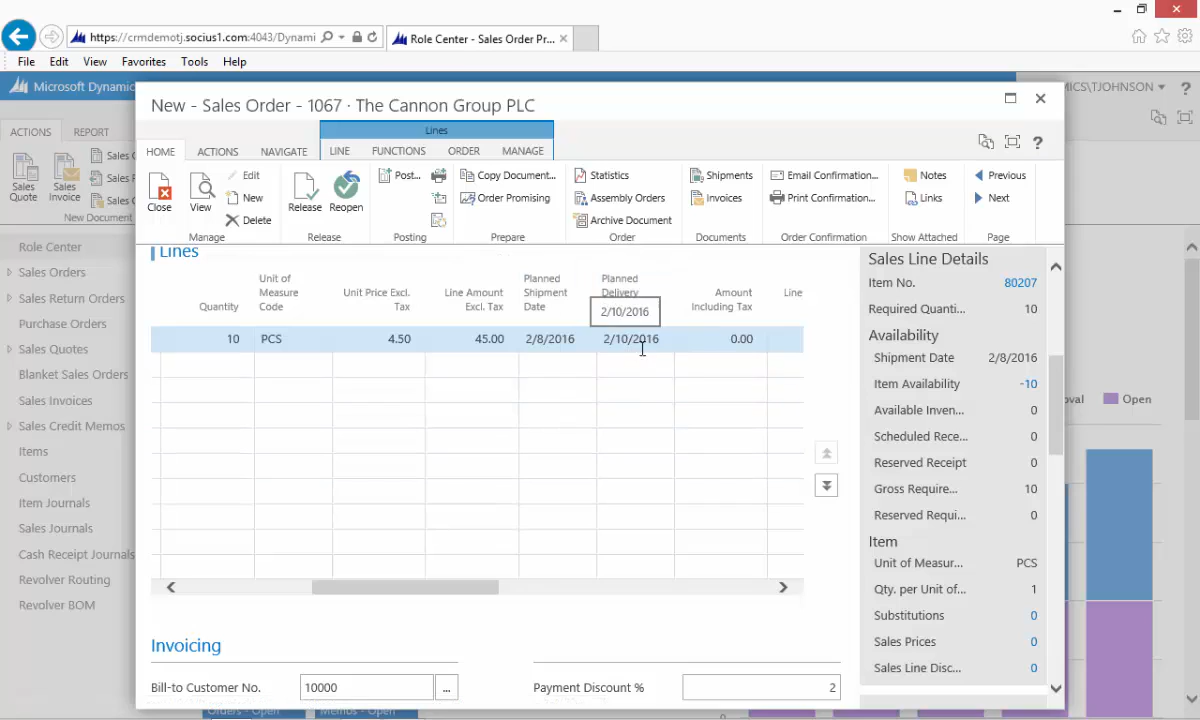 https://crmdemotj.socius1.com:4043/Dynami
Role Center - Sales Order Pr...
File Edit View Favorites Tools Help
Microsoft Dynamic
MICS\TJOHNSON
?
New - Sales Order - 1067 · The Cannon Group PLC
ACTIONS REPORT
Lines
HOME ACTIONS NAVIGATE LINE FUNCTIONS ORDER MANAGE
?
Sales Quote
Sales Invoice
Sales C
Sales R
Sales
New Document
Close
View
Edit
New
Delete
Manage
Release
Reopen
Release
Post...
Posting
Copy Document...
Order Promising
Prepare
Statistics
Assembly Orders
Archive Document
Order
Shipments
Invoices
Documents
Email Confirmation...
Print Confirmation...
Order Confirmation
Notes
Links
Show Attached
Previous
Next
Page
Role Center
Sales Orders
Sales Return Orders
Purchase Orders
Sales Quotes
Blanket Sales Orders
Sales Invoices
Sales Credit Memos
Items
Customers
Item Journals
Sales Journals
Cash Receipt Journals
Revolver Routing
Revolver BOM
Lines
Quantity
Unit of Measure Code
Unit Price Excl. Tax
Line Amount Excl. Tax
Planned Shipment Date
Planned Delivery
Amount Including Tax
Line
2/10/2016
10 PCS 4.50 45.00 2/8/2016 2/10/2016 0.00
Invoicing
Bill-to Customer No. 10000 ...
Payment Discount % 2
Sales Line Details
Item No. 80207
Required Quanti... 10
Availability
Shipment Date 2/8/2016
Item Availability -10
Available Inven... 0
Scheduled Rece... 0
Reserved Receipt 0
Gross Require... 10
Reserved Requi... 0
Item
Unit of Measur... PCS
Qty. per Unit of... 1
Substitutions 0
Sales Prices 0
Sales Line Disc... 0
oval Open
Orders - Open
Memos - Open
0